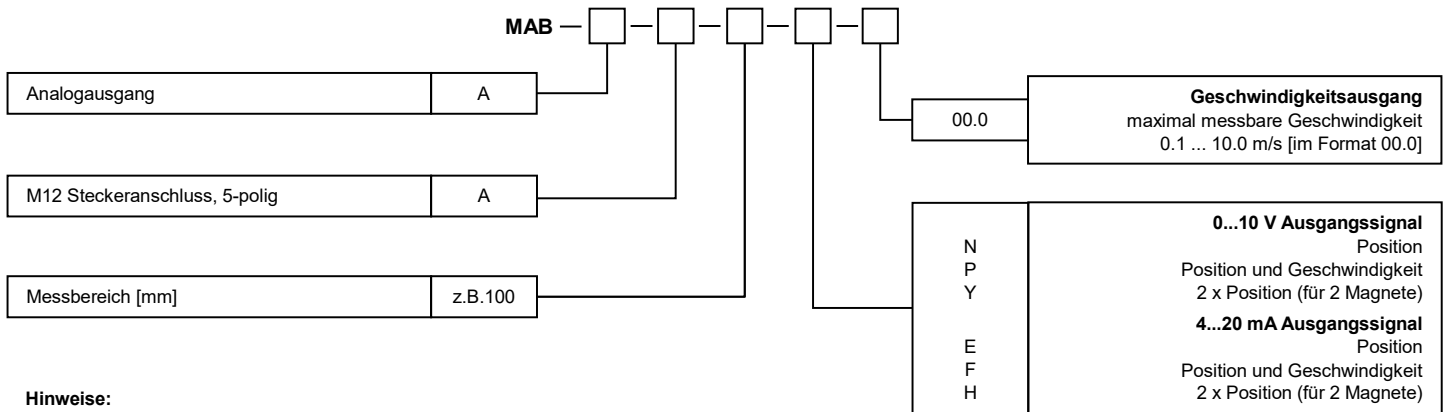 MAB
Analogausgang A
M12 Steckeranschluss, 5-polig A
Messbereich [mm] z.B.100
00.0
Geschwindigkeitsausgang
maximal messbare Geschwindigkeit
0.1 ... 10.0 m/s [im Format 00.0]
0...10 V Ausgangssignal
N Position
P Position und Geschwindigkeit
Y 2 x Position (für 2 Magnete)
4...20 mA Ausgangssignal
E Position
F Position und Geschwindigkeit
H 2 x Position (für 2 Magnete)
Hinweise: